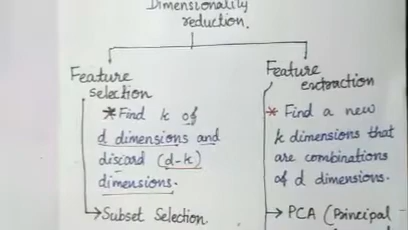 Dimensionality
reduction.
Feature
selection
* Find k of
d dimensions and
discard (d-k)
dimensions.
→ Subset Selection
Feature
extraction
* Find a new
k dimensions that
are combinations
of d dimensions.
→ PCA (Principal